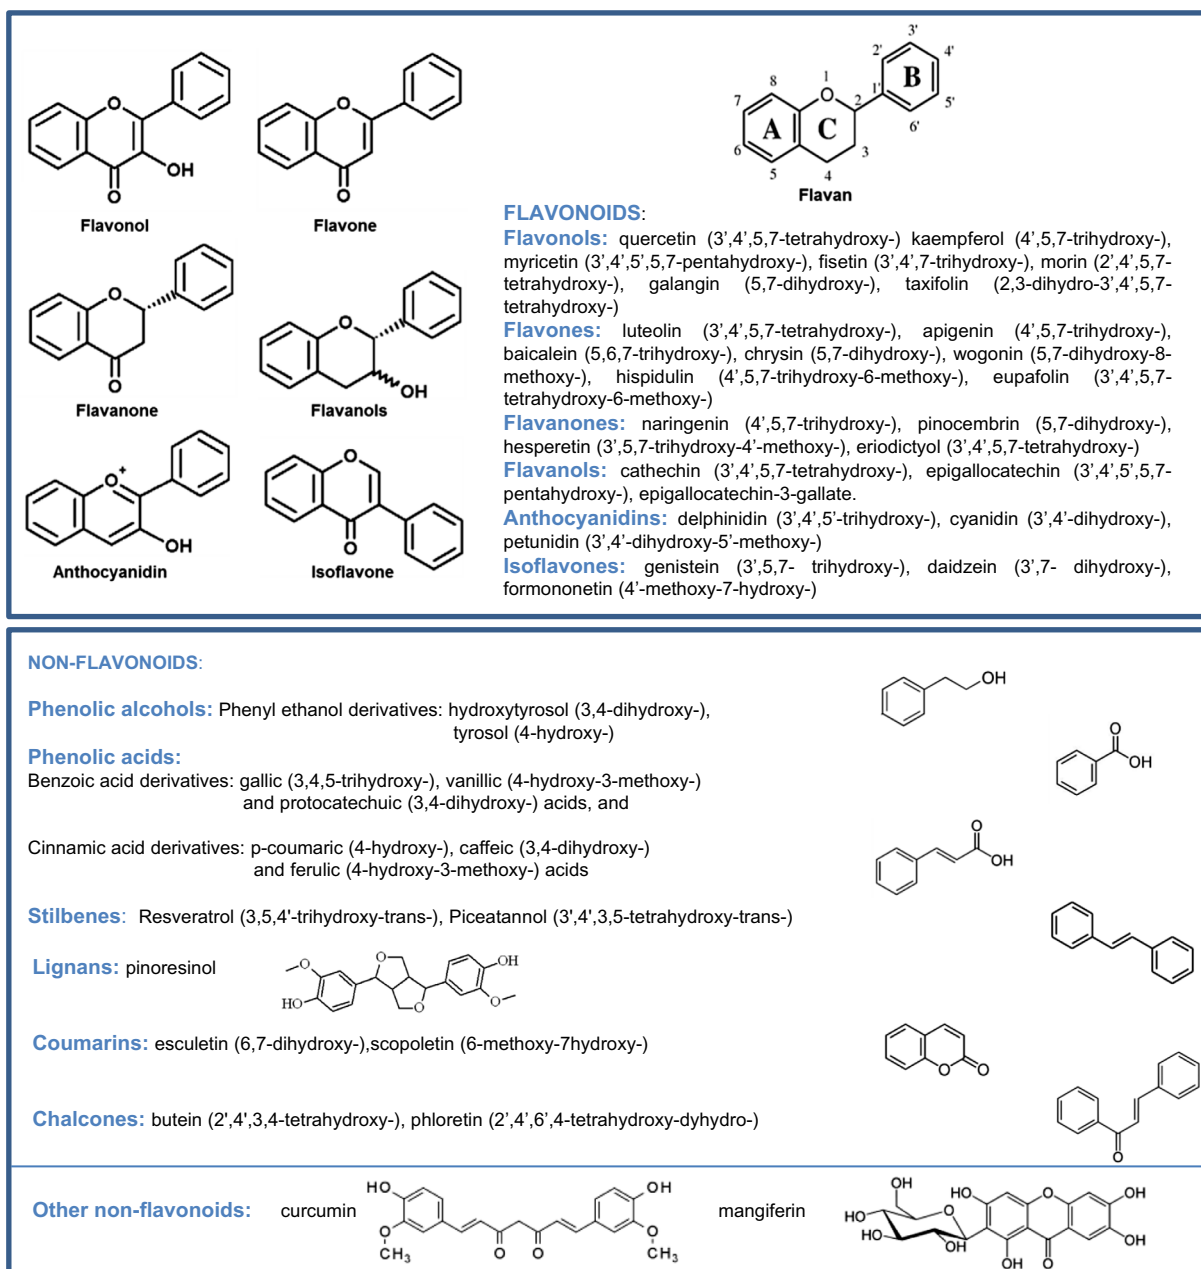 Flavonol
Flavone
Flavanone
Flavanols
Anthocyanidin
Isoflavone
O
O
OH
O
O
O
O
O
OH
O
+
OH
O
O
3'
2'
4'
B
1'
5'
6'
8
1
O
7
2
A
C
6
3
5
4
Flavan
FLAVONOIDS:
Flavonols: quercetin (3’,4’,5,7-tetrahydroxy-) kaempferol (4’,5,7-trihydroxy-),
myricetin (3’,4’,5’,5,7-pentahydroxy-), fisetin (3’,4’,7-trihydroxy-), morin (2’,4’,5,7-
tetrahydroxy-), galangin (5,7-dihydroxy-), taxifolin (2,3-dihydro-3’,4’,5,7-
tetrahydroxy-)
Flavones: luteolin (3’,4’,5,7-tetrahydroxy-), apigenin (4’,5,7-trihydroxy-),
baicalein (5,6,7-trihydroxy-), chrysin (5,7-dihydroxy-), wogonin (5,7-dihydroxy-8-
methoxy-), hispidulin (4’,5,7-trihydroxy-6-methoxy-), eupafolin (3’,4’,5,7-
tetrahydroxy-6-methoxy-)
Flavanones: naringenin (4’,5,7-trihydroxy-), pinocembrin (5,7-dihydroxy-),
hesperetin (3’,5,7-trihydroxy-4’-methoxy-), eriodictyol (3’,4’,5,7-tetrahydroxy-)
Flavanols: cathechin (3’,4’,5,7-tetrahydroxy-), epigallocatechin (3’,4’,5’,5,7-
pentahydroxy-), epigallocatechin-3-gallate.
Anthocyanidins: delphinidin (3’,4’,5’-trihydroxy-), cyanidin (3’,4’-dihydroxy-),
petunidin (3’,4’-dihydroxy-5’-methoxy-)
Isoflavones: genistein (3’,5,7- trihydroxy-), daidzein (3’,7- dihydroxy-),
formononetin (4’-methoxy-7-hydroxy-)
NON-FLAVONOIDS:
Phenolic alcohols: Phenyl ethanol derivatives: hydroxytyrosol (3,4-dihydroxy-),
tyrosol (4-hydroxy-)
OH
Phenolic acids:
Benzoic acid derivatives: gallic (3,4,5-trihydroxy-), vanillic (4-hydroxy-3-methoxy-)
and protocatechuic (3,4-dihydroxy-) acids, and
O
OH
Cinnamic acid derivatives: p-coumaric (4-hydroxy-), caffeic (3,4-dihydroxy-)
and ferulic (4-hydroxy-3-methoxy-) acids
O
OH
Stilbenes: Resveratrol (3,5,4'-trihydroxy-trans-), Piceatannol (3',4',3,5-tetrahydroxy-trans-)
Lignans: pinoresinol
O
O
HO
O
OH
O
Coumarins: esculetin (6,7-dihydroxy-),scopoletin (6-methoxy-7hydroxy-)
O
O
Chalcones: butein (2',4',3,4-tetrahydroxy-), phloretin (2’,4’,6’,4-tetrahydroxy-dyhydro-)
O
Other non-flavonoids: curcumin
HO
O
CH3
O
O
OH
O
CH3
mangiferin
OH
HO
O
HO
HO
OH
HO
O
OH
OH
OH
O